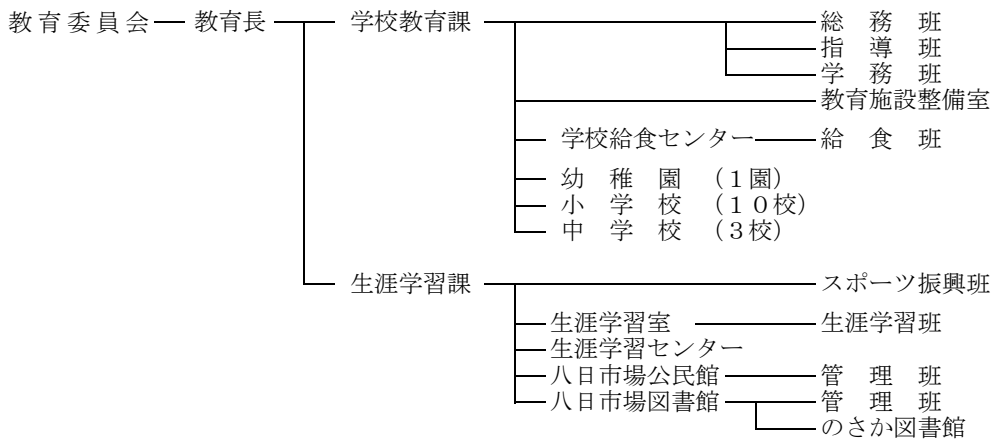 教育委員会 教育長 学校教育課 総務班
指導班
学務班
教育施設整備室
学校給食センター 給食班
幼稚園 （１園）
小学校 （１０校）
中学校 （３校）
生涯学習課 スポーツ振興班
生涯学習室 生涯学習班
生涯学習センター
八日市場公民館 管理班
八日市場図書館 管理班
のさか図書館